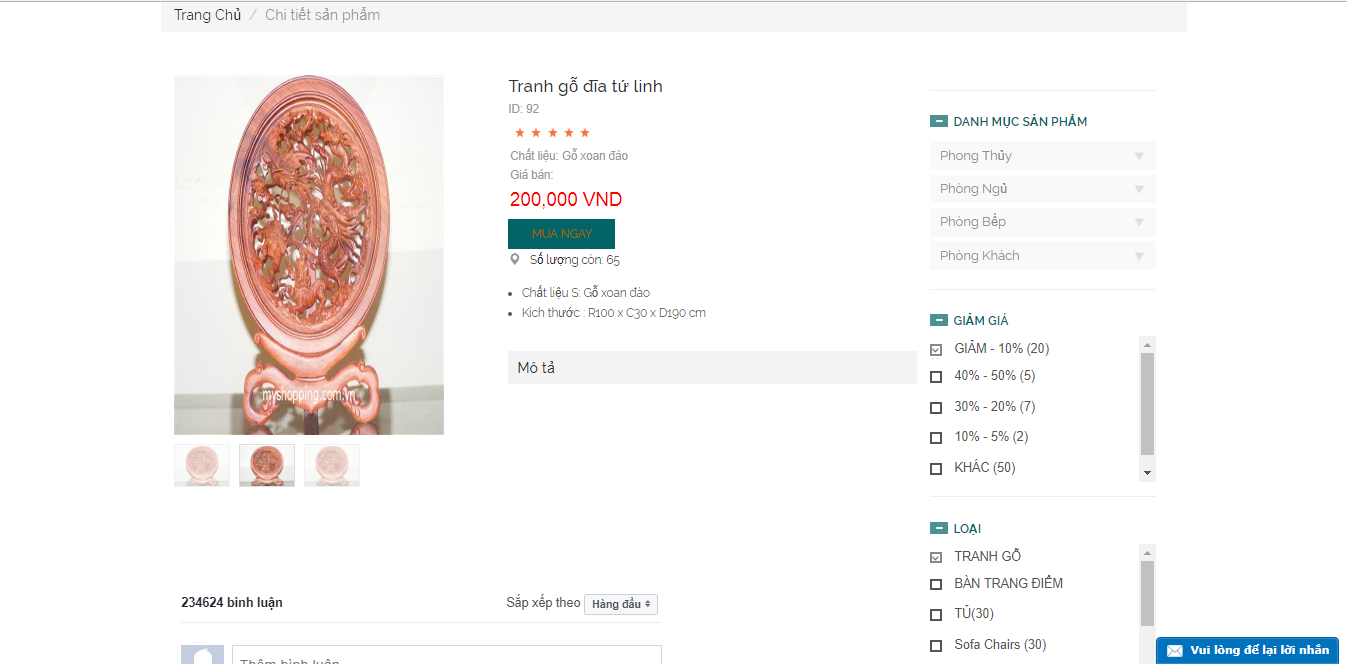 Trang Chủ / Chi tiết sản phẩm
Tranh gỗ đĩa tứ linh
ID: 92
Chất liệu: Gỗ xoan đào
Giá bán:
200,000 VND
MUA NGAY
Số lượng còn: 65
Chất liệu S: Gỗ xoan đào
Kích thước : R100 x C30 x D190 cm
Mô tả
myshopping.com.vn
234624 bình luận
Sắp xếp theo Hàng đầu
Thêm bình luận
DANH MỤC SẢN PHẨM
Phong Thủy
Phòng Ngủ
Phòng Bếp
Phòng Khách
GIẢM GIÁ
GIẢM - 10% (20)
40% - 50% (5)
30% - 20% (7)
10% - 5% (2)
KHÁC (50)
LOẠI
TRANH GỖ
BÀN TRANG ĐIỂM
TỦ(30)
Sofa Chairs (30)
Vui lòng để lại lời nhắn